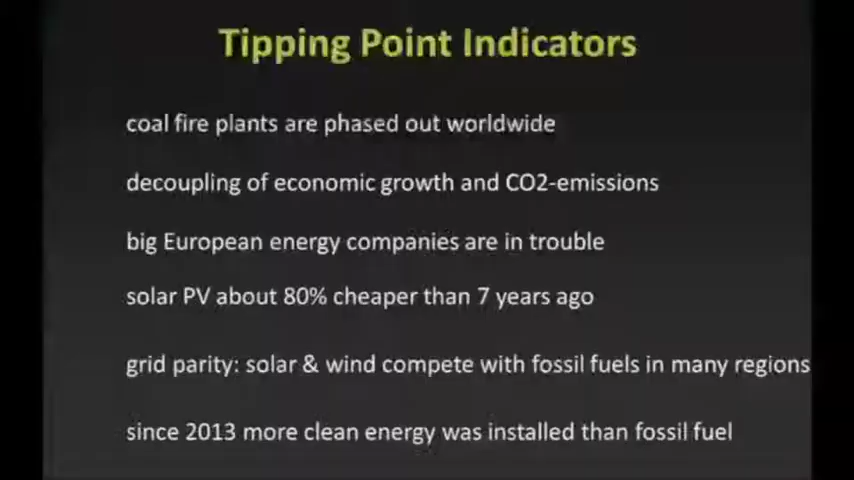 Tipping Point Indicators
coal fire plants are phased out worldwide
decoupling of economic growth and CO2-emissions
big European energy companies are in trouble
solar PV about 80% cheaper than 7 years ago
grid parity: solar & wind compete with fossil fuels in many regions
since 2013 more clean energy was installed than fossil fuel